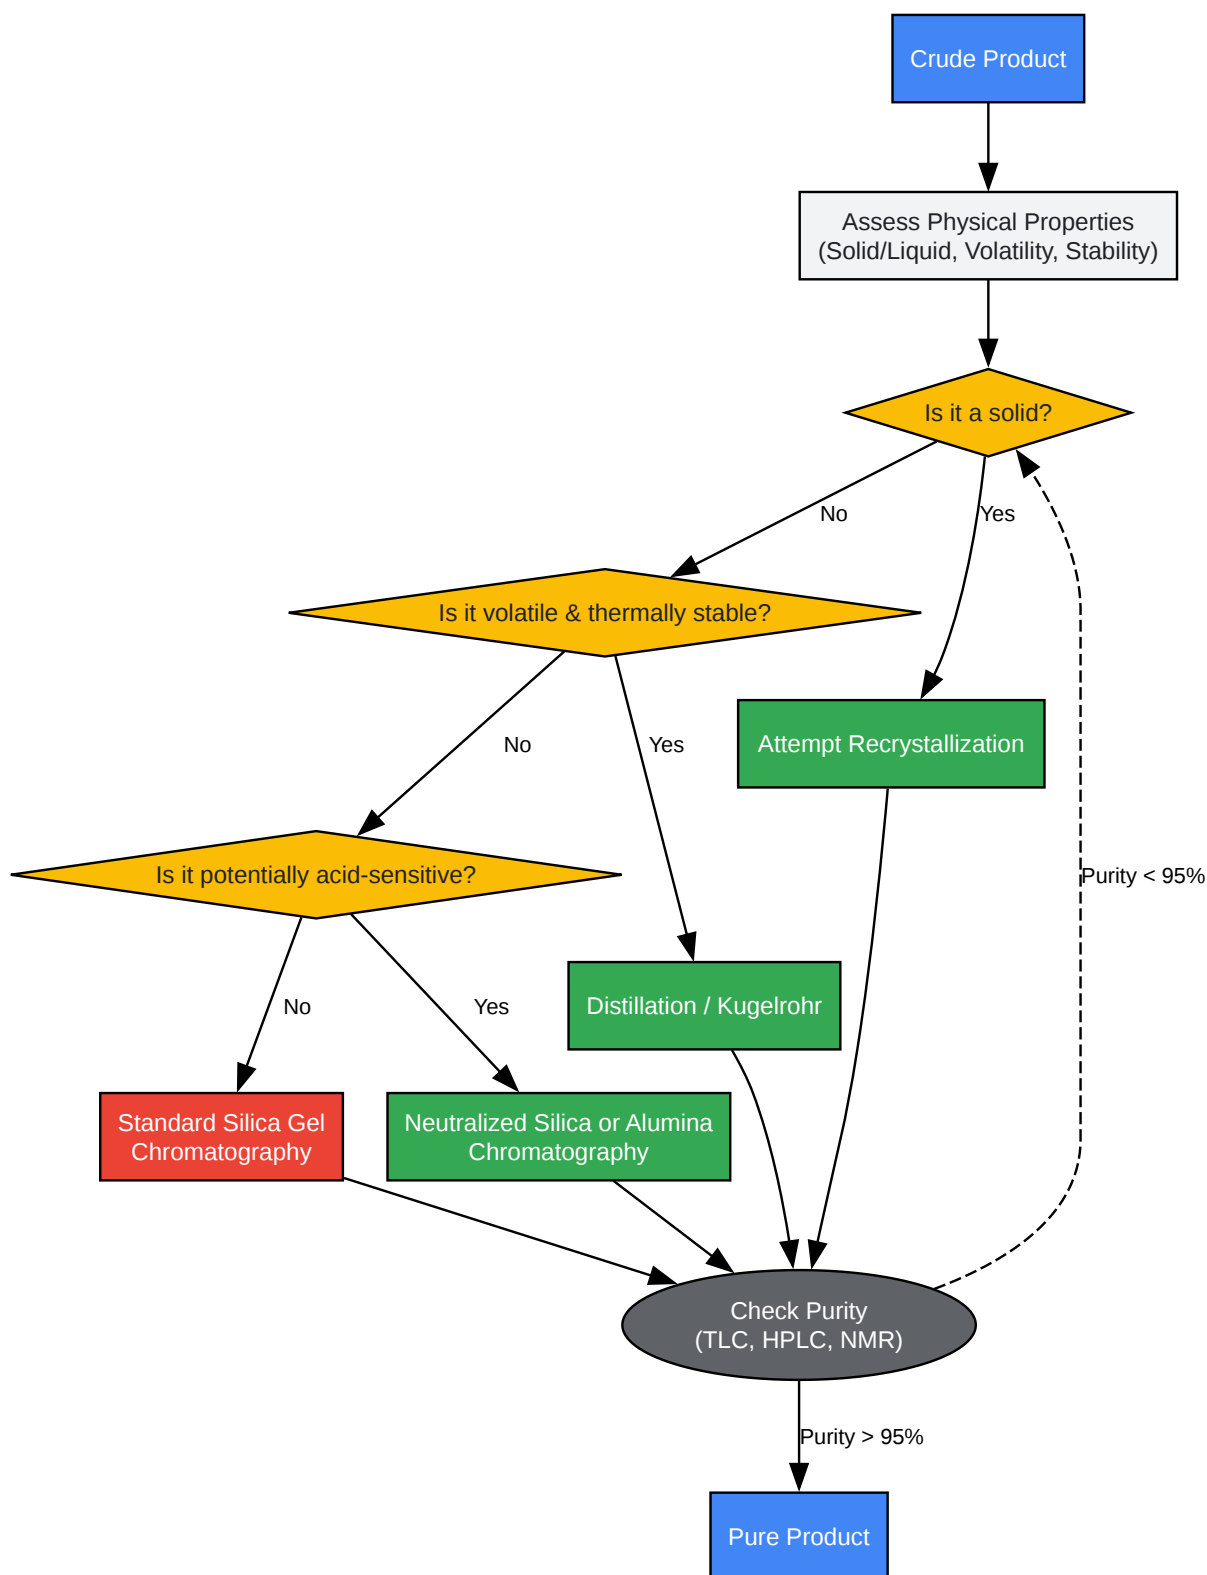 Crude Product
Assess Physical Properties
(Solid/Liquid, Volatility, Stability)
Is it a solid?
No
Yes
Is it volatile & thermally stable?
No
Yes
Attempt Recrystallization
Is it potentially acid-sensitive?
Purity < 95%
No
Yes
Distillation / Kugelrohr
Standard Silica Gel
Chromatography
Neutralized Silica or Alumina
Chromatography
Check Purity
(TLC, HPLC, NMR)
Purity > 95%
Pure Product